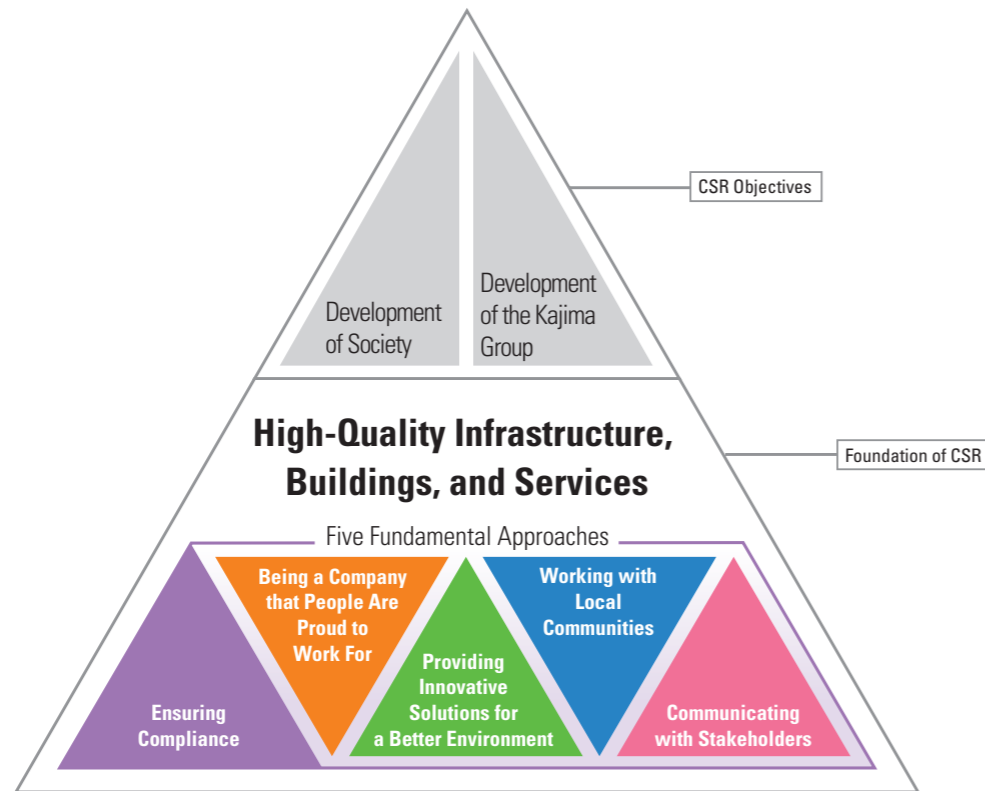 CSR Objectives
Development
of Society
Development
of the Kajima
Group
High-Quality Infrastructure,
Buildings, and Services
Foundation of CSR
Five Fundamental Approaches
Ensuring
Compliance
Being a Company
that People Are
Proud to
Work For
Providing
Innovative
Solutions for
a Better Environment
Working with
Local
Communities
Communicating
with Stakeholders